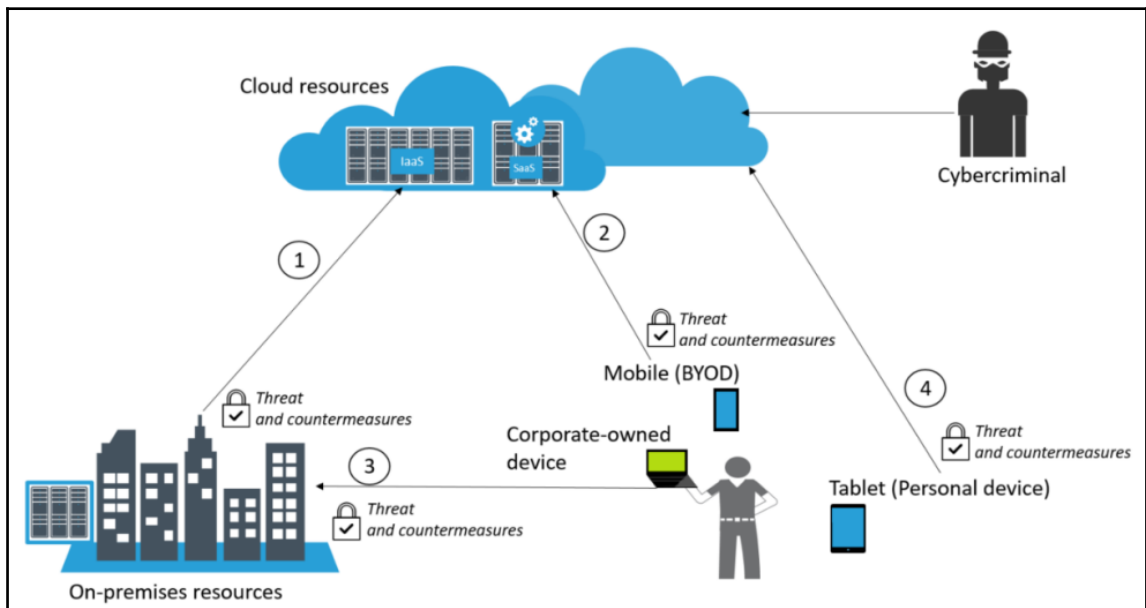 Cloud resources
IaaS
SaaS
Cybercriminal
1
2
Threat
and countermeasures
Mobile (BYOD)
4
Threat
and countermeasures
Corporate-owned
device
3
Threat
and countermeasures
Threat
and countermeasures
Tablet (Personal device)
On-premises resources